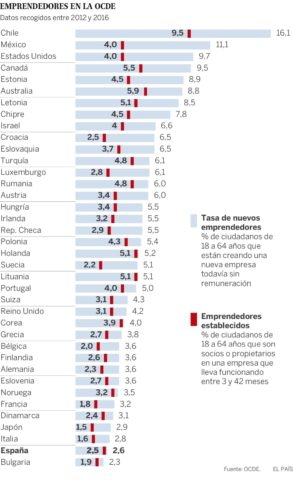 EMPRENDEDORES EN LA OCDE
Datos recogidos entre 2012 y 2016
Chile 9,5 16,1
México 4,0 11,1
Estados Unidos 4,0 9,7
Canadá 5,5 9,5
Estonia 4,5 8,9
Australia 5,9 8,8
Letonia 5,1 8,5
Chipre 4,5 7,8
Israel 4 6,6
Croacia 2,5 6,5
Eslovaquia 3,7 6,5
Turquía 4,8 6,1
Luxemburgo 2,8 6,1
Rumania 4,8 6,0
Austria 3,4 6,0
Hungría 3,4 5,5
Irlanda 3,2 5,5
Rep. Checa 2,9 5,5
Polonia 4,3 5,4
Holanda 5,1 5,2
Suecia 2,2 5,1
Lituania 5,1 5,1
Portugal 4,0 5,0
Suiza 3,1 4,3
Reino Unido 3,1 4,2
Corea 3,9 4,0
Grecia 2,7 3,8
Bélgica 2,0 3,6
Finlandia 2,6 3,6
Alemania 2,3 3,6
Eslovenia 2,7 3,6
Noruega 3,2 3,5
Francia 1,8 3,2
Dinamarca 2,4 3,1
Japón 1,5 2,9
Italia 1,6 2,8
España 2,5 2,6
Bulgaria 1,9 2,3
Tasa de nuevos
emprendedores
% de ciudadanos de
18 a 64 años que
están creando una
nueva empresa
todavía sin
remuneración
Emprendedores
establecidos
% de ciudadanos de
18 a 64 años que son
socios o propietarios
en una empresa que
lleva funcionando
entre 3 y 42 meses
Fuente: OCDE. EL PAÍS